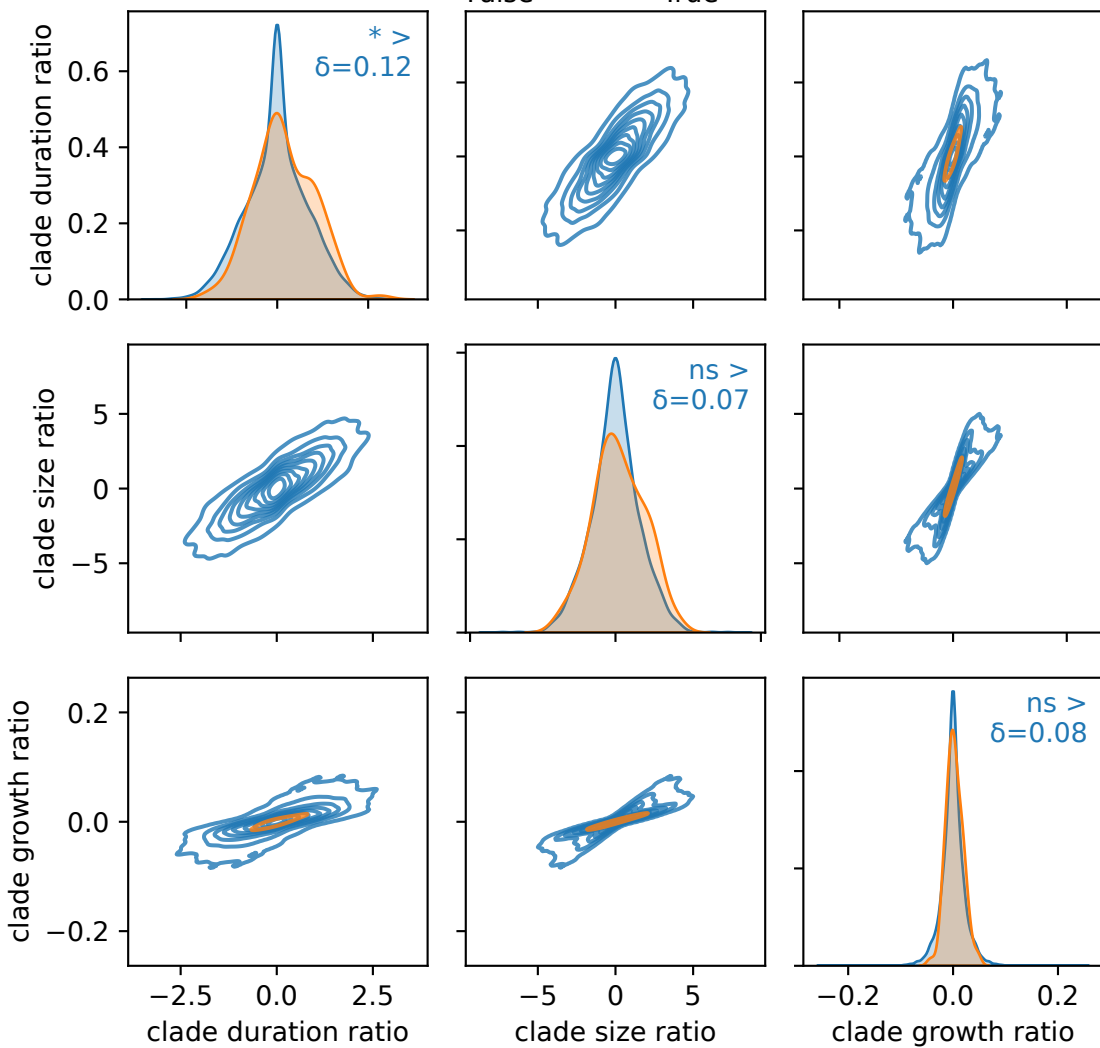 * >
δ=0.12
clade duration ratio
0.6
0.4
0.2
0.0
ns >
δ=0.07
clade size ratio
5
0
−5
ns >
δ=0.08
clade growth ratio
0.2
0.0
−0.2
−2.5 0.0 2.5
−5 0 5
−0.2 0.0 0.2
clade duration ratio
clade size ratio
clade growth ratio